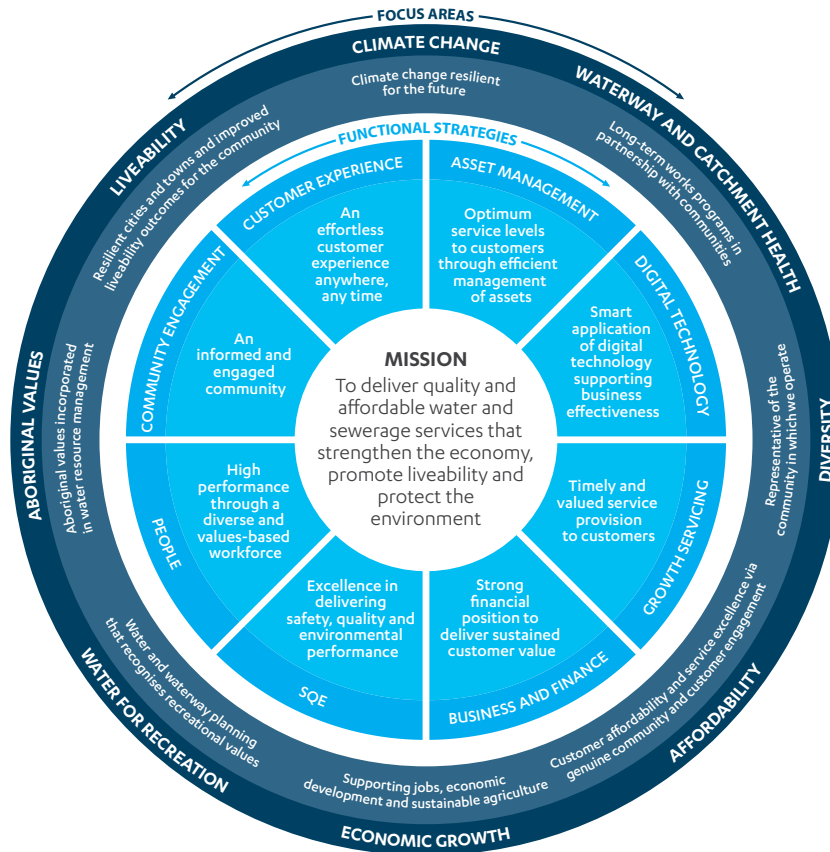 FOCUS AREAS
CLIMATE CHANGE
Climate change resilient
for the future
WATERWAY AND CATCHMENT HEALTH
Long-term works programs in
partnership with communities
DIVERSITY
Representative of the
community in which we operate
AFFORDABILITY
Customer affordability and service excellence via
genuine community and customer engagement
ECONOMIC GROWTH
Supporting jobs, economic
development and sustainable agriculture
WATER FOR RECREATION
Water and waterway planning
that recognises recreational values
ABORIGINAL VALUES
Aboriginal values incorporated
in water resource management
LIVEABILITY
Resilient cities and towns and improved
liveability outcomes for the community
FUNCTIONAL STRATEGIES
CUSTOMER EXPERIENCE
An
effortless
customer
experience
anywhere,
any time
ASSET MANAGEMENT
Optimum
service levels
to customers
through efficient
management
of assets
DIGITAL TECHNOLOGY
Smart
application
of digital
technology
supporting
business
effectiveness
GROWTH SERVICING
Timely and
valued service
provision
to customers
BUSINESS AND FINANCE
Strong
financial
position to
deliver sustained
customer value
SQE
Excellence in
delivering
safety, quality and
environmental
performance
PEOPLE
High
performance
through a
diverse and
values-based
workforce
COMMUNITY ENGAGEMENT
An
informed and
engaged
community
MISSION
To deliver quality and
affordable water and
sewerage services that
strengthen the economy,
promote liveability and
protect the
environment